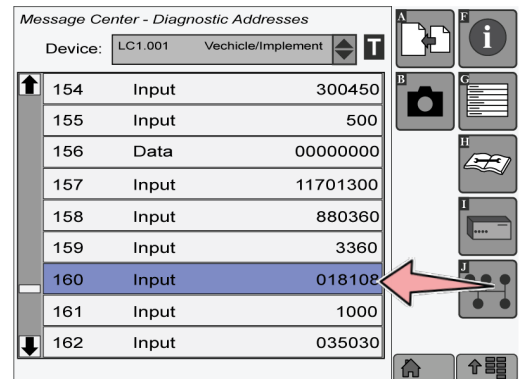 Message Center - Diagnostic Addresses
Device: LC1.001 Vechicle/Implement T
154 Input 300450
155 Input 500
156 Data 00000000
157 Input 11701300
158 Input 880360
159 Input 3360
160 Input 018108
161 Input 1000
162 Input 035030
A F
i
B G
H
I
J